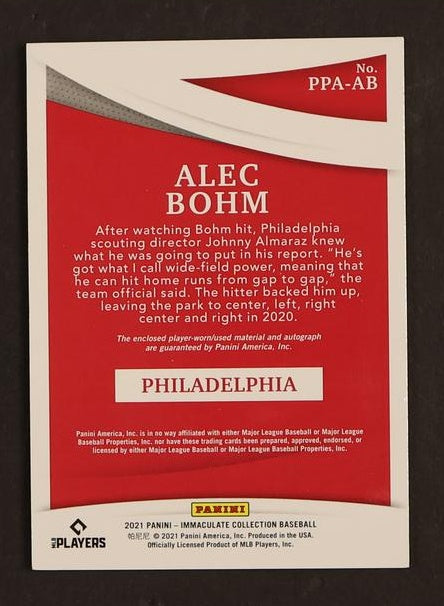 No.
PPA-AB
ALEC
BOHM
After watching Bohm hit, Philadelphia
scouting director Johnny Almaraz knew
what he was going to put in his report. "He's
got what I call wide-field power, meaning that
he can hit home runs from gap to gap," the
team official said. The hitter backed him up,
leaving the park to center, left, right
center and right in 2020.
The enclosed player-worn/used material and autograph
are guaranteed by Panini America, Inc.
PHILADELPHIA
Panini America, Inc. is in no way affiliated with either Major League Baseball or Major League
Baseball Properties, Inc. nor have these trading cards been prepared, approved, endorsed, or
licensed by either Major League Baseball or Major League Baseball Properties, Inc.
PANINI
2021 PANINI – IMMACULATE COLLECTION BASEBALL
帕尼尼 © 2021 Panini America, Inc. Produced in the USA.
Officially Licensed Product of MLB Players, Inc.
MLB PLAYERS